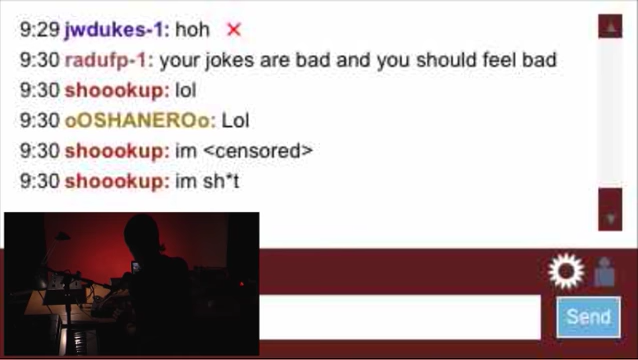 9:29 jwdukes-1: hoh
9:30 radufp-1: your jokes are bad and you should feel bad
9:30 shoookup: lol
9:30 oOSHANEROo: Lol
9:30 shoookup: im <censored>
9:30 shoookup: im sh*t
Send